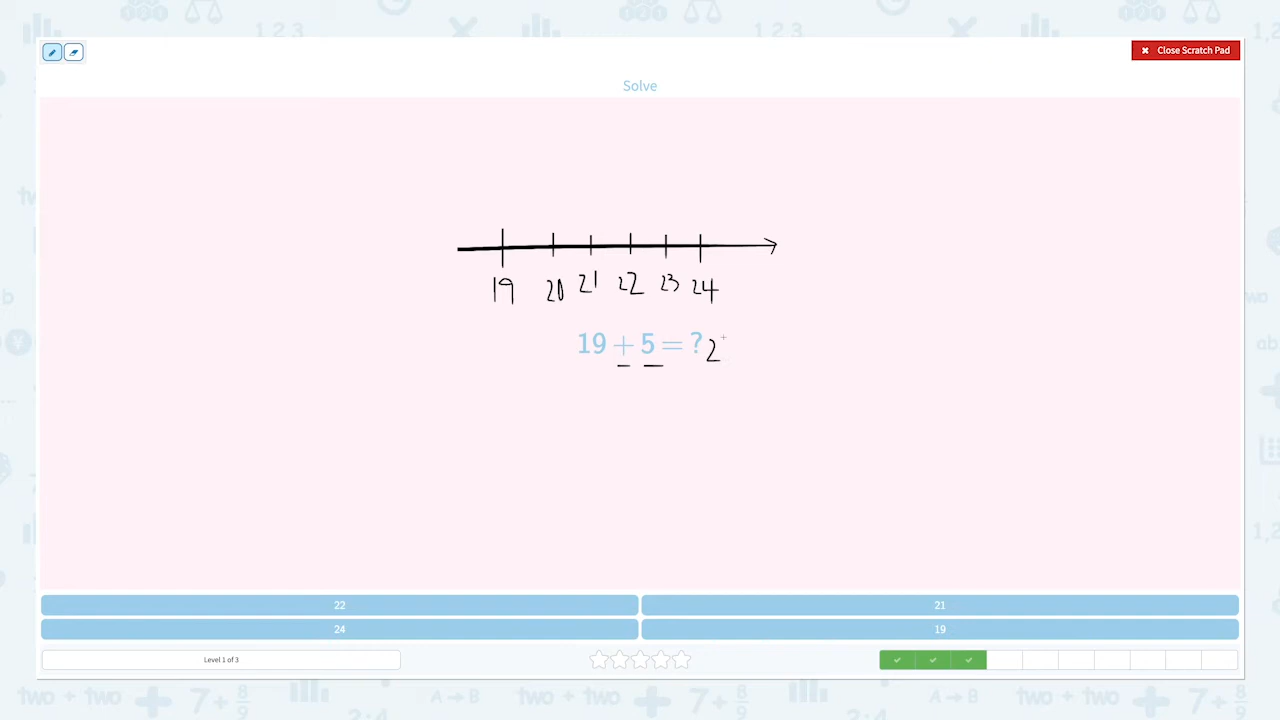 Close Scratch Pad
Solve
19 20 21 22 23 24
19 + 5 = ? 2
22
21
24
19
Level 1 of 3